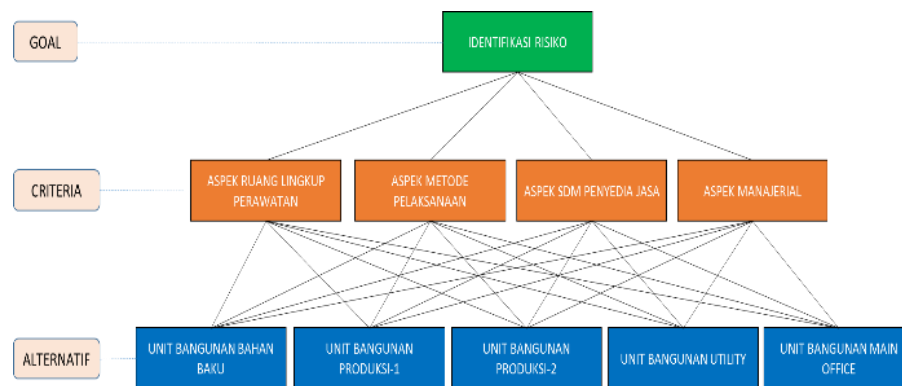 GOAL
IDENTIFIKASI RISIKO
CRITERIA
ASPEK RUANG LINGKUP
PERAWATAN
ASPEK METODE
PELAKSANAAN
ASPEK SDM PENYEDIA JASA
ASPEK MANAJERIAL
ALTERNATIF
UNIT BANGUNAN BAHAN
BAKU
UNIT BANGUNAN
PRODUKSI-1
UNIT BANGUNAN
PRODUKSI-2
UNIT BANGUNAN UTILITY
UNIT BANGUNAN MAIN
OFFICE